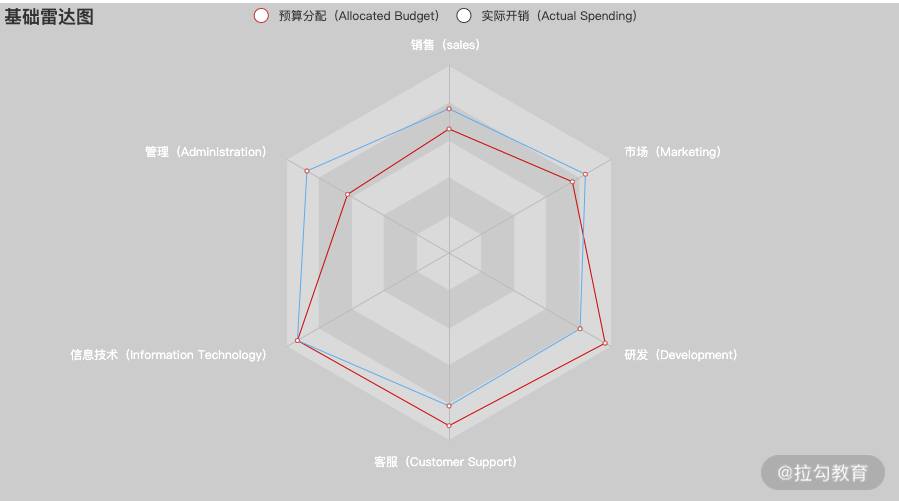 基础雷达图
预算分配（Allocated Budget） 实际开销（Actual Spending）
销售（sales）
管理（Administration） 市场（Marketing）
信息技术（Information Technology） 研发（Development）
客服（Customer Support）
@拉勾教育